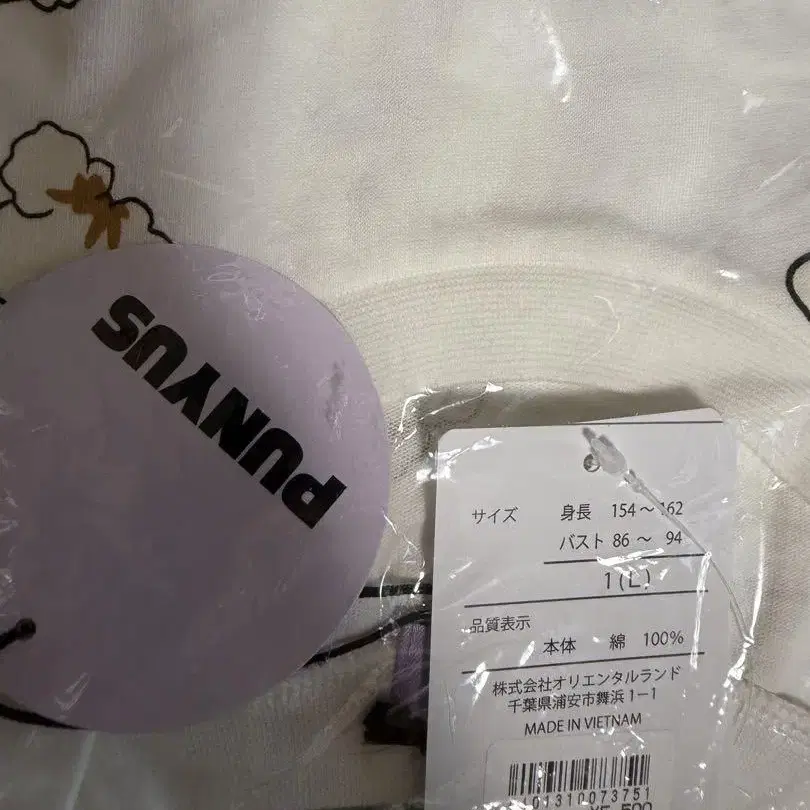 PUNYUS
サイズ 身長 154～162
バスト 86～ 94
1(L)
品質表示
本体 綿 100%
株式会社オリエンタルランド
千葉県浦安市舞浜1-1
MADE IN VIETNAM
01310073751